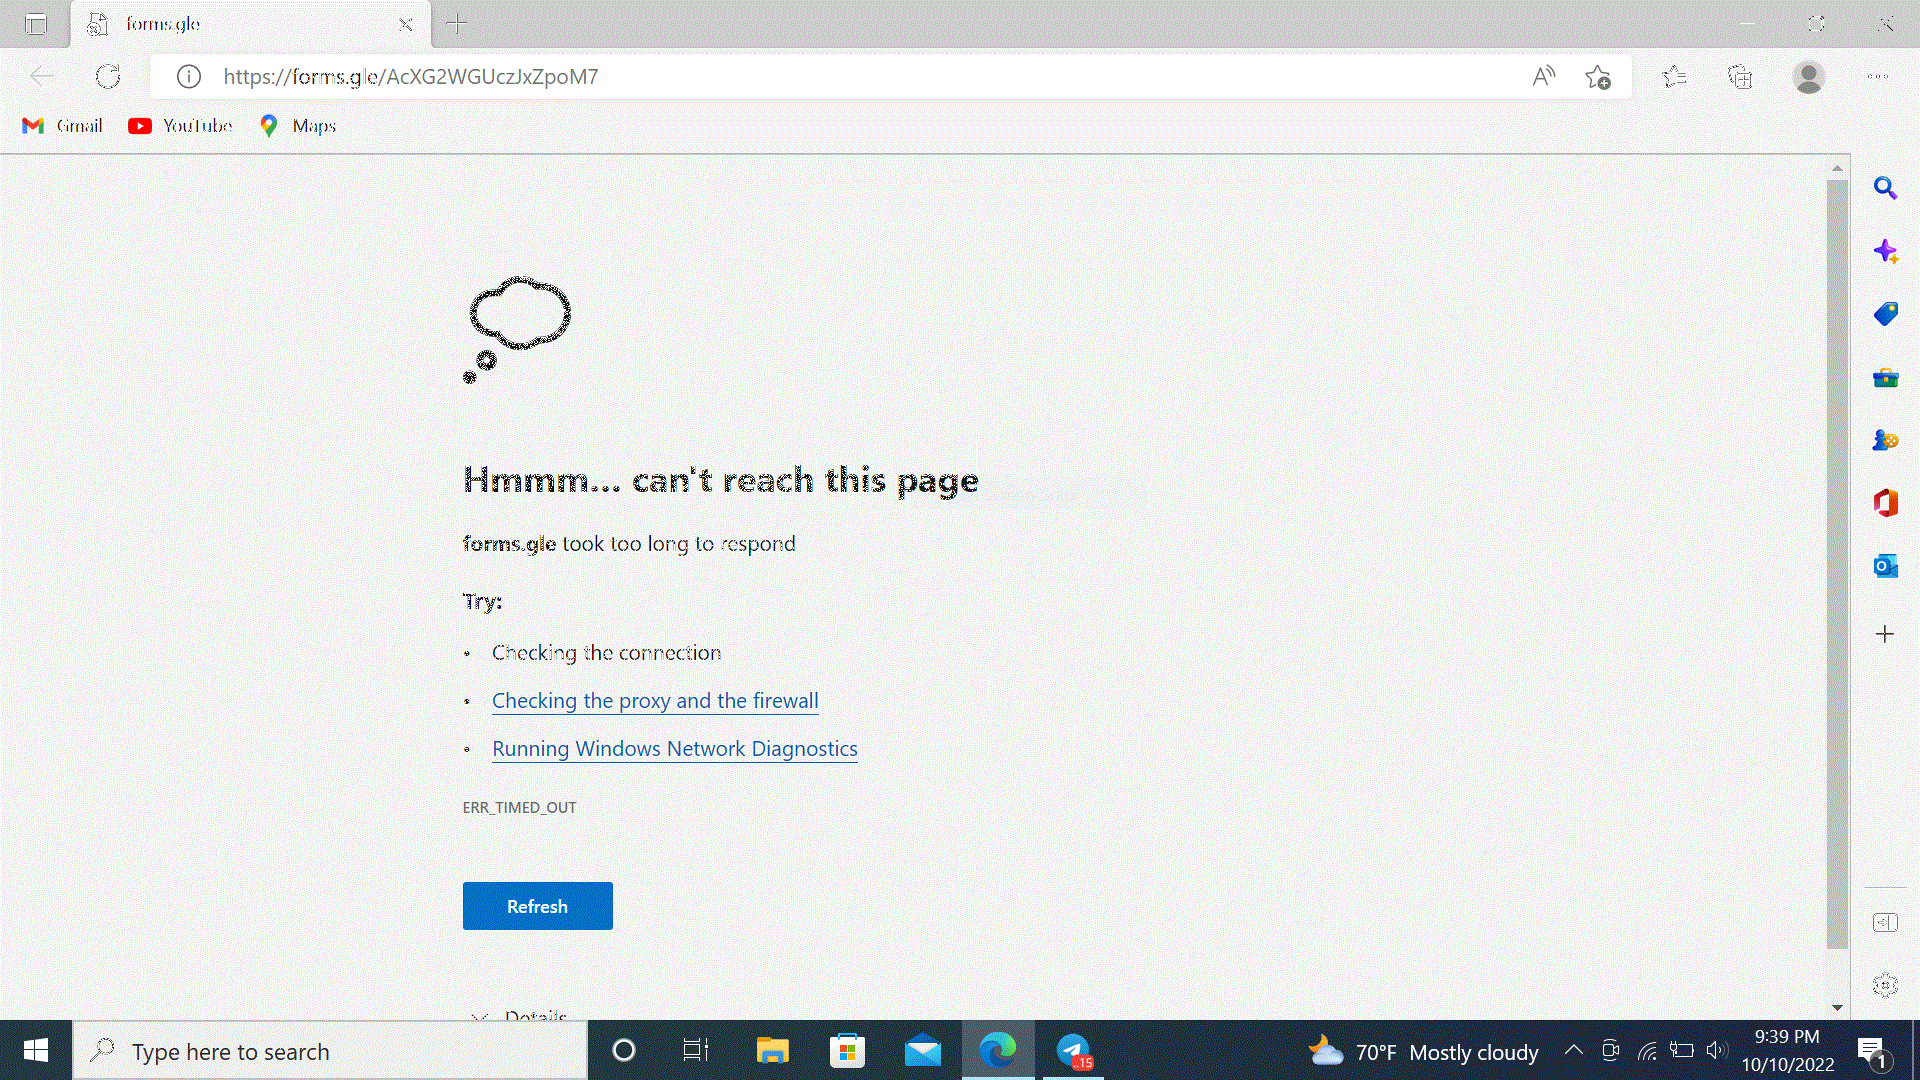 forms.gle
https://forms.gle/AcXG2WGUczJxZpoM7
Gmail YouTube Maps
Hmmm... can't reach this page
forms.gle took too long to respond
Try:
• Checking the connection
• Checking the proxy and the firewall
• Running Windows Network Diagnostics
ERR_TIMED_OUT
Refresh
Details
Type here to search
..15
70°F Mostly cloudy
9:39 PM
10/10/2022
1